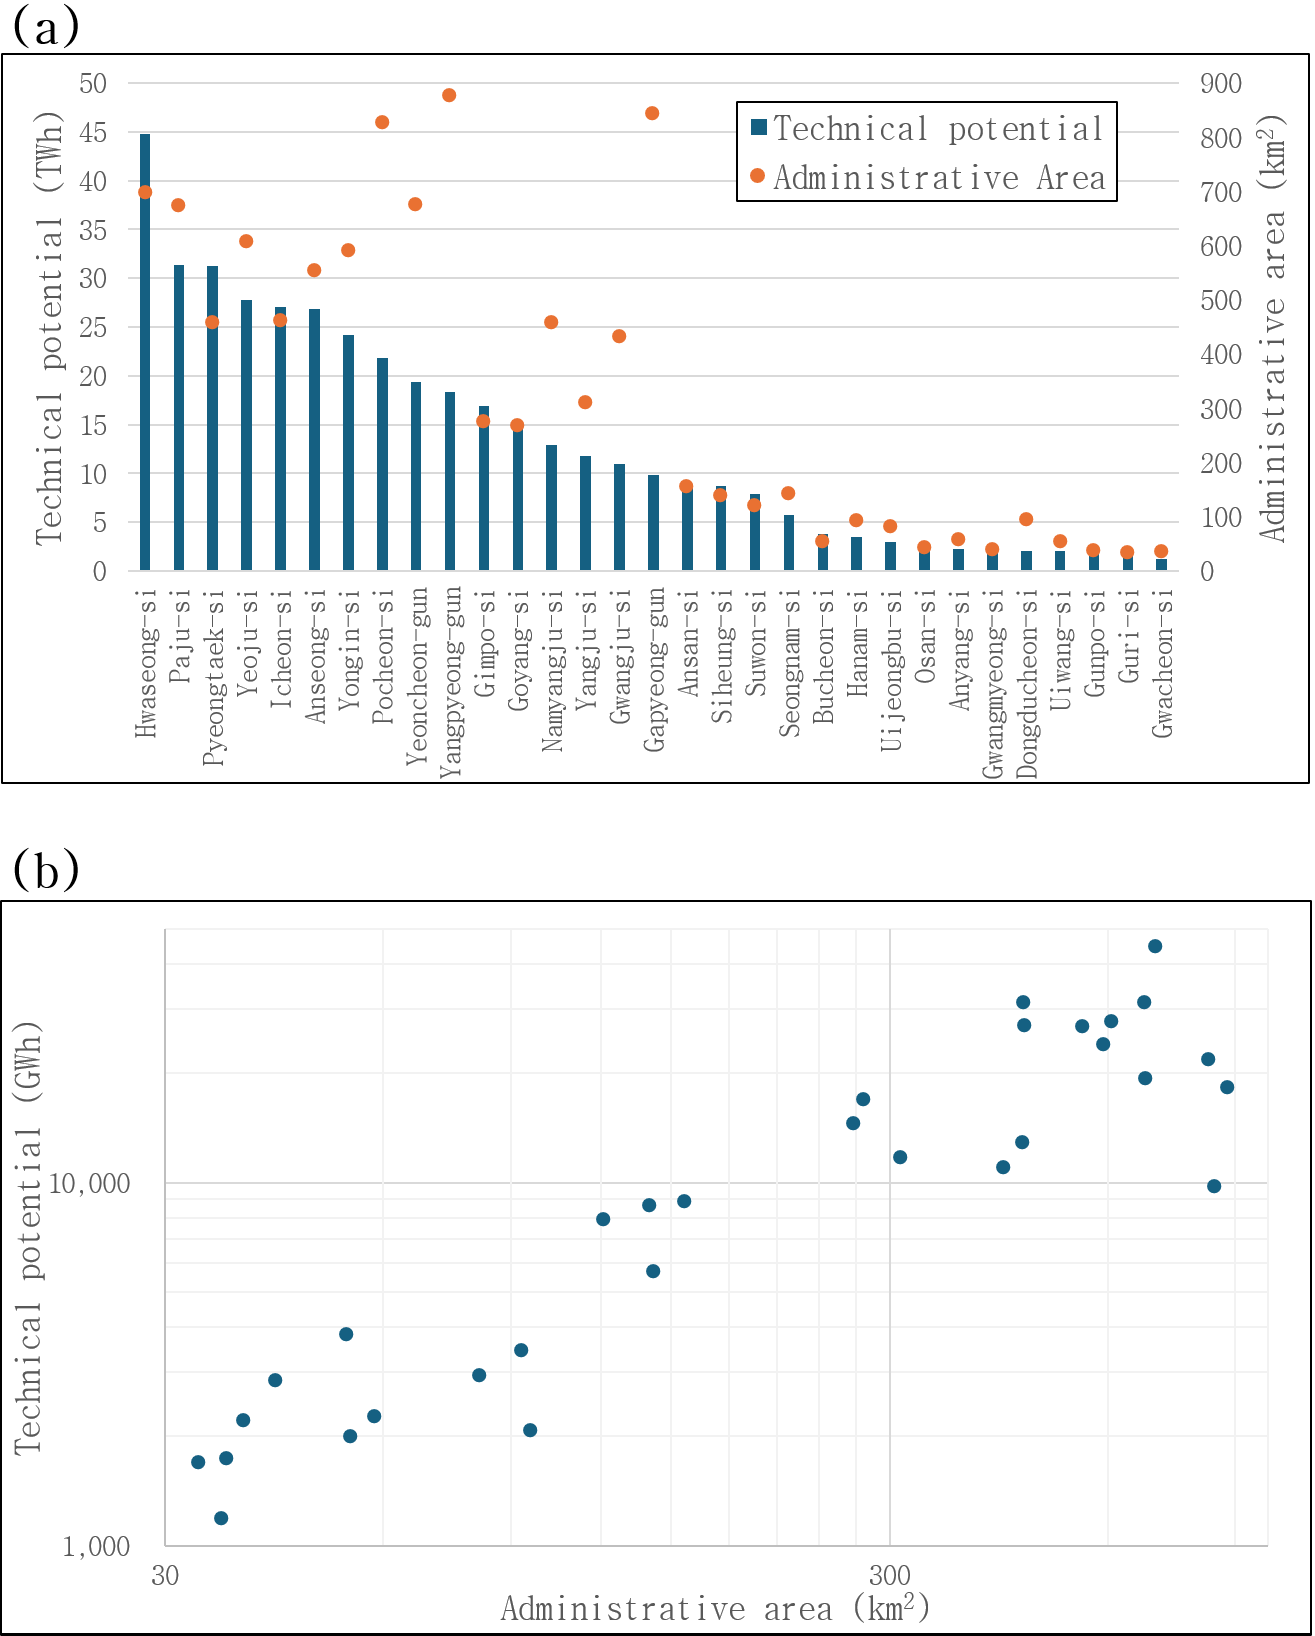 (a)
Technical potential (TWh)
50
45
40
35
30
25
20
15
10
5
0
Technical potential
Administrative Area
900
800
700
600
500
400
300
200
100
0
Administrative area (km²)
Hwaseong-si
Paju-si
Pyeongtaek-si
Yeoju-si
Icheon-si
Anseong-si
Yongin-si
Pocheon-si
Yeoncheon-gun
Yangpyeong-gun
Gimpo-si
Goyang-si
Namyangju-si
Yangju-si
Gwangju-si
Gapyeong-gun
Ansan-si
Siheung-si
Suwon-si
Seongnam-si
Bucheon-si
Hanam-si
Uijeongbu-si
Osan-si
Anyang-si
Gwangmyeong-si
Dongducheon-si
Uiwang-si
Gunpo-si
Guri-si
Gwacheon-si
(b)
Technical potential (GWh)
10,000
1,000
30
300
Administrative area (km²)